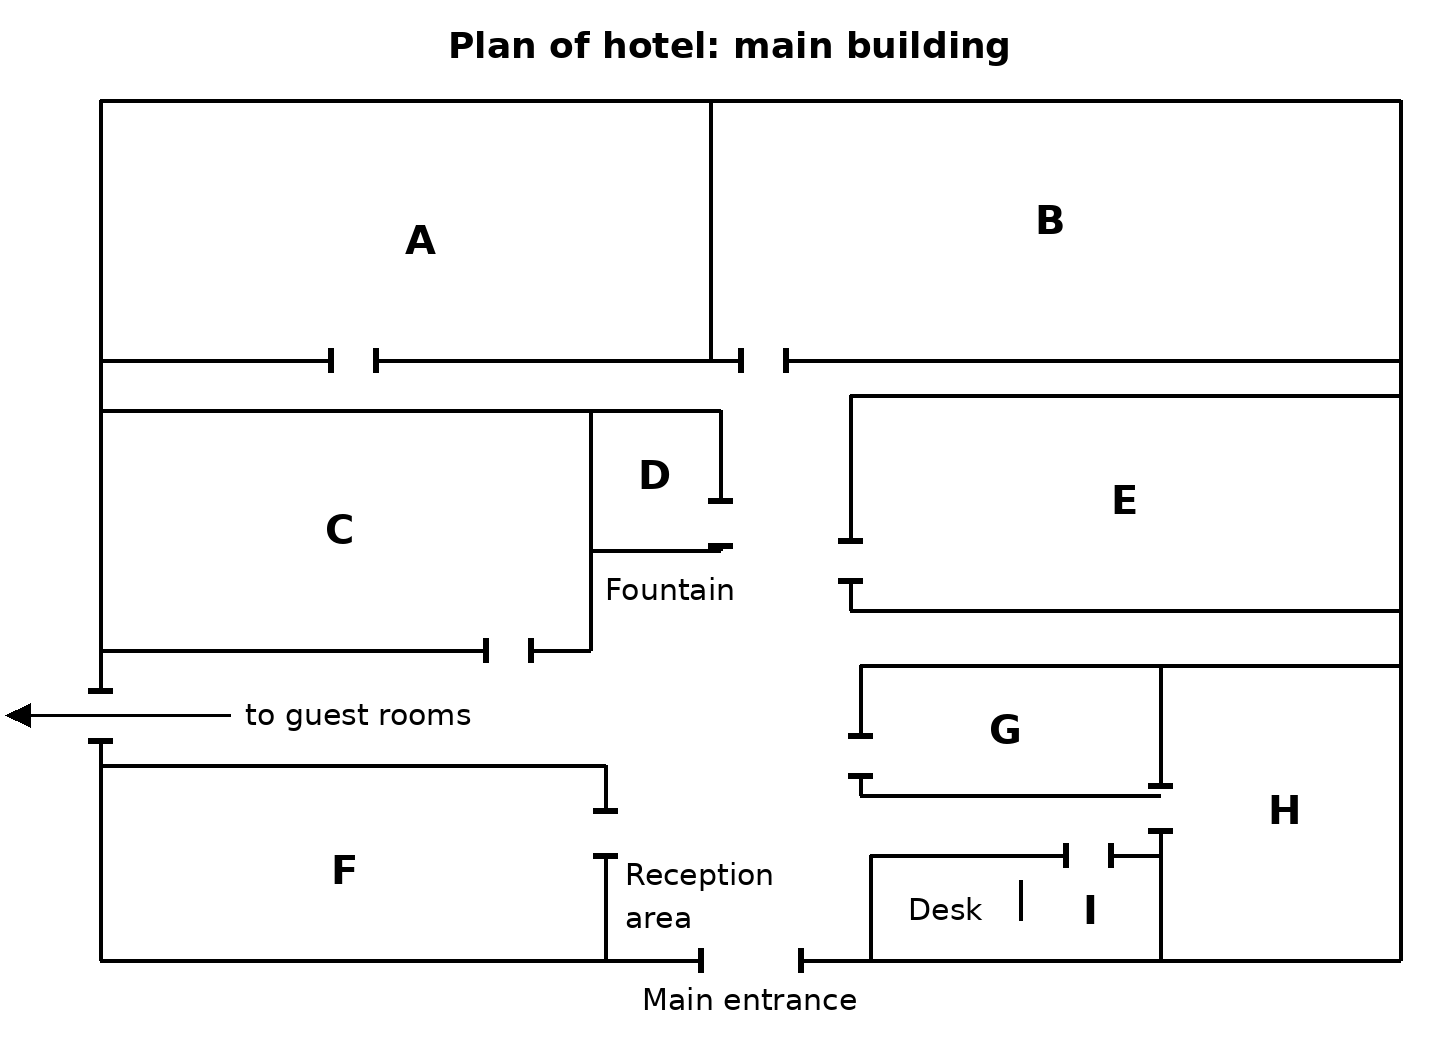 Plan of hotel: main building
A
B
C
D
E
Fountain
to guest rooms
G
H
F
Reception
area
Desk
I
Main entrance